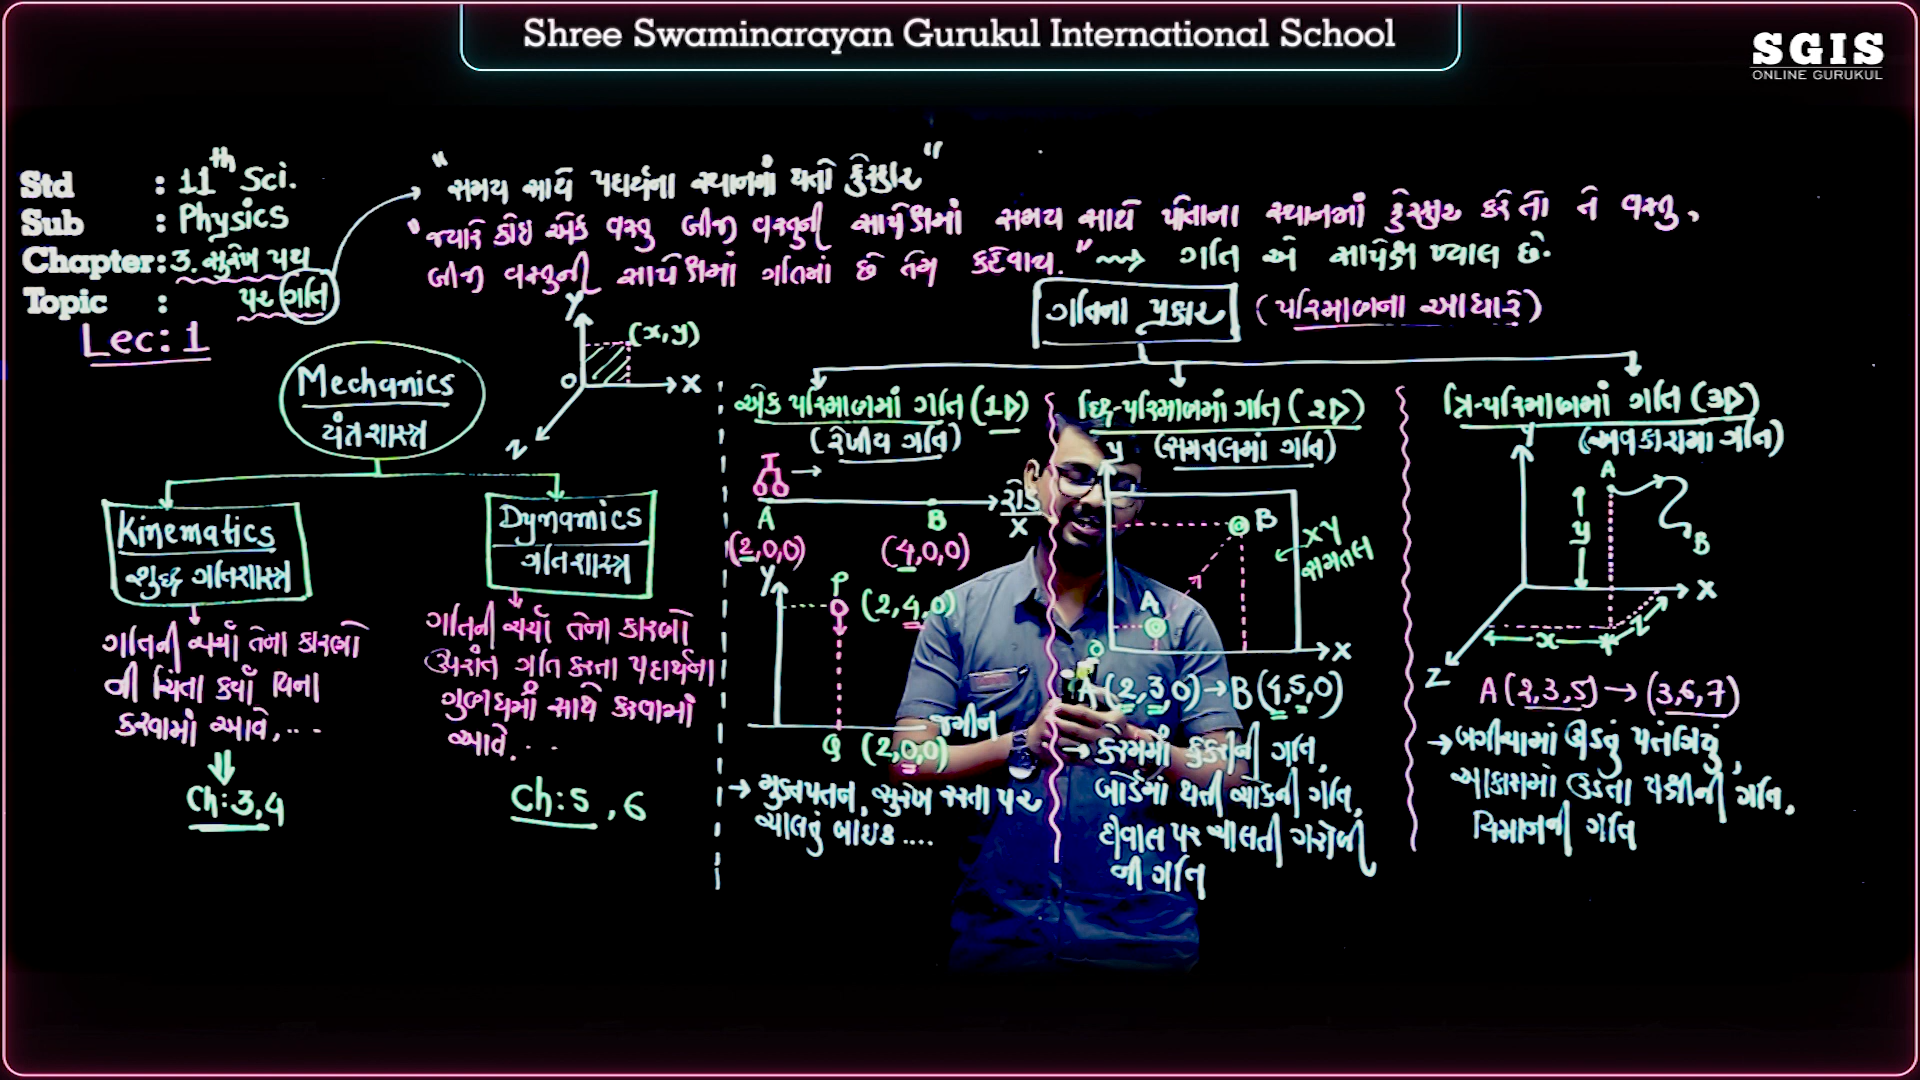 Shree Swaminarayan Gurukul International School
SGIS
ONLINE GURUKUL
Std : 11th Sci.
Sub : Physics
Chapter : 3. સુરેખ પથ
Topic : પર ગતિ
Lec: 1
"સમય સાથે પદાર્થના સ્થાનમાં થતો ફેરફાર"
"જ્યારે કોઇ એક વસ્તુ બીજી વસ્તુની સાપેક્ષમાં સમય સાથે પોતાના સ્થાનમાં ફેરફાર કરે તો તે વસ્તુ,
બીજી વસ્તુની સાપેક્ષમાં ગતિમાં છે તેમ કહેવાય." ⟿ ગતિ એ સાપેક્ષ ખ્યાલ છે.
Y
(x,y)
O
X
Z
Mechanics
યંત્રશાસ્ત્ર
Kinematics
શુદ્ધ ગતિશાસ્ત્ર
ગતિની ચર્ચા તેના કારણો
ની ચિંતા કર્યા વિના
કરવામાં આવે, ...
Ch: 3,4
Dynamics
ગતિશાસ્ત્ર
ગતિની ચર્ચા તેના કારણો
ઉપરાંત ગતિ કરતા પદાર્થના
ગુણધર્મો સાથે કરવામાં
આવે. ...
Ch: 5, 6
ગતિના પ્રકાર (પરિમાણના આધારે)
એક પરિમાણમાં ગતિ (1D)
(રેખીય ગતિ)
રોડ
A B X
(2,0,0) (4,0,0)
Y
P (2,4,0)
જમીન
Q (2,0,0)
→ મુક્તપતન, સુરેખ રસ્તા પર
ચાલતું બાઇક ....
દ્વિ-પરિમાણમાં ગતિ (2D)
(સમતલમાં ગતિ)
y
B
XY
સમતલ
A
O
X
A (2,3,0) → B (4,5,0)
→ કેરમમાં કુકરીની ગતિ,
બોર્ડમાં થતી ચોકની ગતિ,
દીવાલ પર ચાલતી ગરોળી
ની ગતિ
ત્રિ-પરિમાણમાં ગતિ (3D)
(અવકાશમાં ગતિ)
Y
A
y
B
X
x
z
Z
A (2,3,5) → (3,6,7)
→ બગીચામાં ઊડતું પતંગિયું,
આકાશમાં ઉડતા પક્ષીની ગતિ,
વિમાનની ગતિ